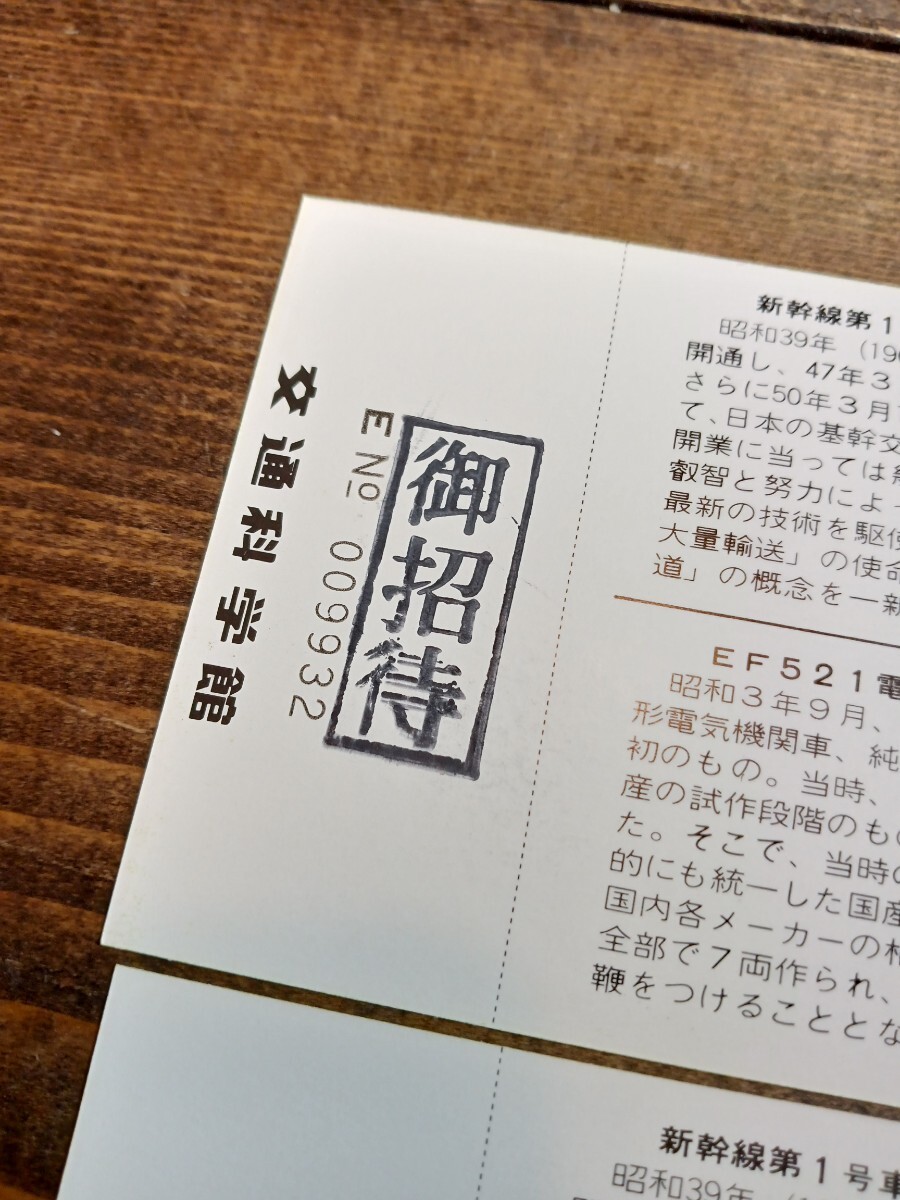 交通科学館
E No 009932
御招待
新幹線第1
昭和39年 (19
開通し、47年3
さらに50年3月
て、日本の基幹交
開業に当っては
叡智と努力によ
最新の技術を駆使
大量輸送」の使命
道」の概念を一新
EF521電
昭和3年9月、
形電気機関車、純
初のもの。当時、
産の試作段階のも
た。そこで、当時の
的にも統一した国産
国内各メーカーの
全部で7両作られ、
鞭をつけることとな
新幹線第1号車
昭和39年